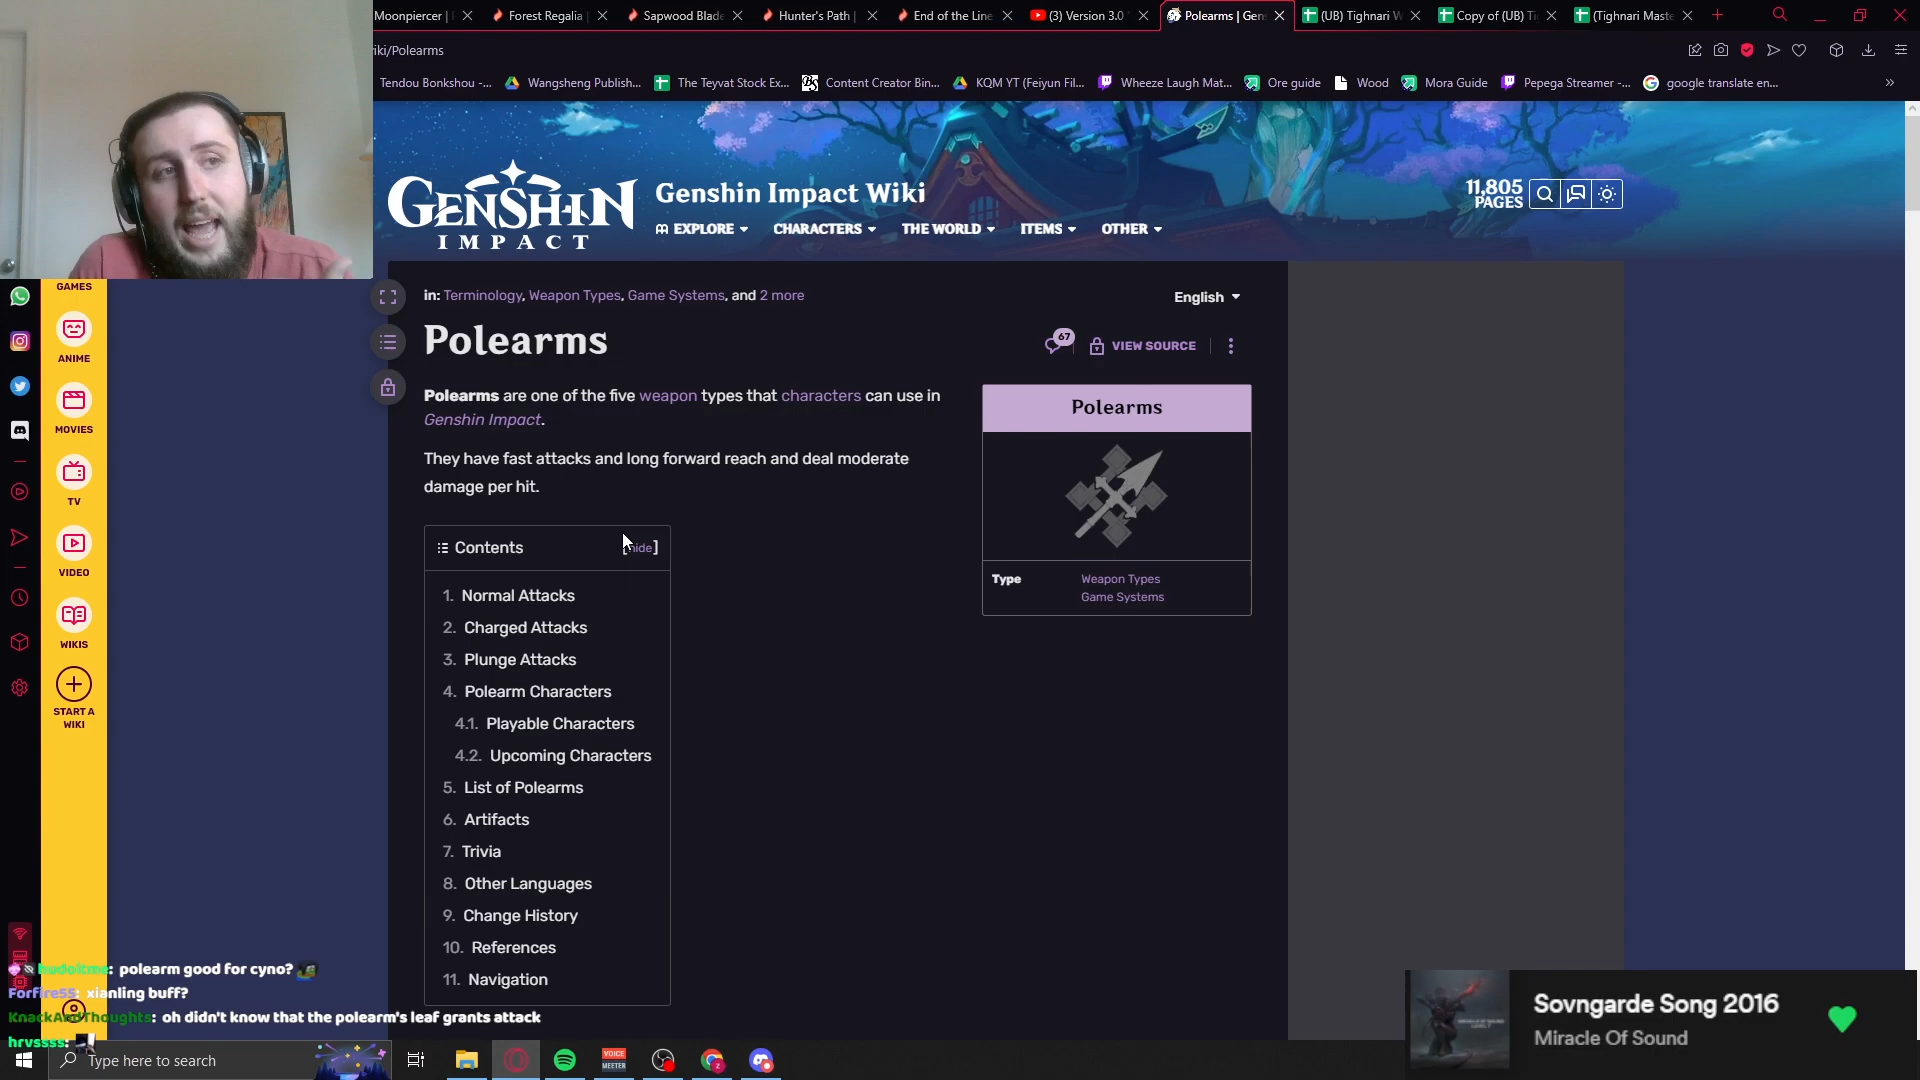 Moonpiercer |
Forest Regalia |
Sapwood Blade
Hunter's Path |
End of the Line
(3) Version 3.0
Polearms | Gen
(UB) Tighnari W
Copy of (UB) Ti
(Tighnari Maste
iki/Polearms
Tendou Bonkshou -...
Wangsheng Publish...
The Teyvat Stock Ex...
Content Creator Bin...
KQM YT (Feiyun Fil...
Wheeze Laugh Mat...
Ore guide
Wood
Mora Guide
Pepega Streamer -...
google translate en...
GENSHIN
IMPACT
Genshin Impact Wiki
EXPLORE
CHARACTERS
THE WORLD
ITEMS
OTHER
11,805
PAGES
in: Terminology, Weapon Types, Game Systems, and 2 more
English
Polearms
67
VIEW SOURCE
Polearms are one of the five weapon types that characters can use in
Genshin Impact.
They have fast attacks and long forward reach and deal moderate
damage per hit.
Polearms
Type
Weapon Types
Game Systems
Contents
[hide]
1. Normal Attacks
2. Charged Attacks
3. Plunge Attacks
4. Polearm Characters
4.1. Playable Characters
4.2. Upcoming Characters
5. List of Polearms
6. Artifacts
7. Trivia
8. Other Languages
9. Change History
10. References
11. Navigation
GAMES
ANIME
MOVIES
TV
VIDEO
WIKIS
START A
WIKI
hudoitme: polearm good for cyno?
Forfire55: xianling buff?
KnackAndThoughts: oh didn't know that the polearm's leaf grants attack
hrvssss:
Type here to search
VOICE
MEETER
Sovngarde Song 2016
Miracle Of Sound